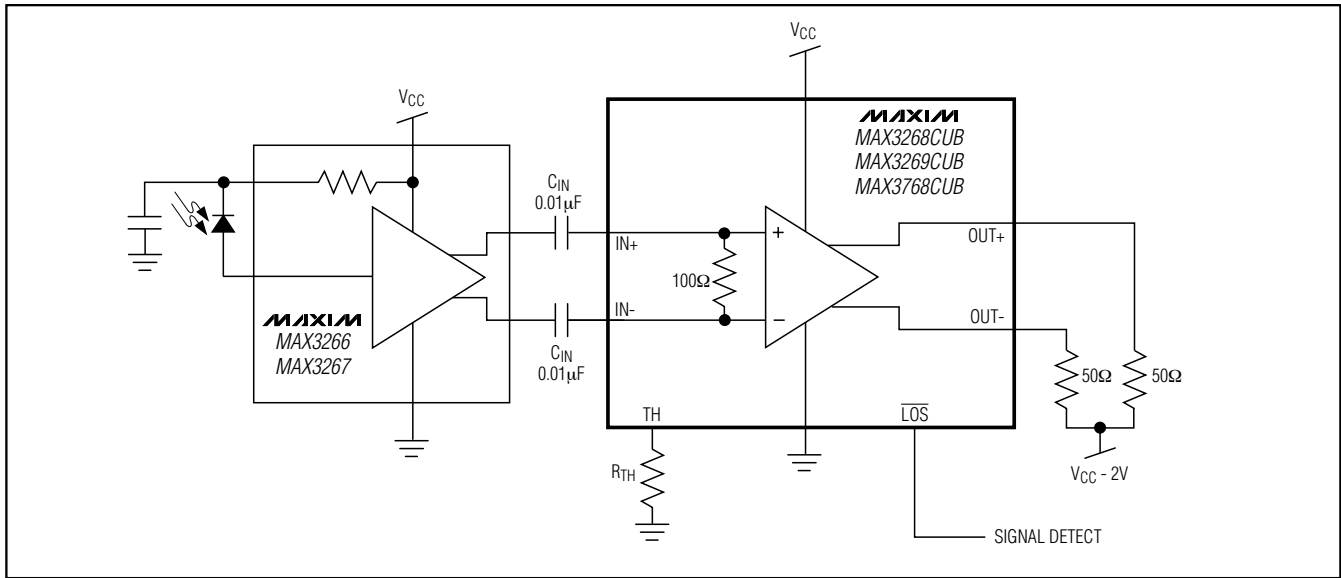 VCC
VCC
MAXIM
MAX3268CUB
MAX3269CUB
MAX3768CUB
CIN
0.01µF
IN+
+
OUT+
100Ω
IN-
−
OUT-
MAXIM
MAX3266
MAX3267
CIN
0.01µF
50Ω
50Ω
TH
LOS
RTH
VCC - 2V
SIGNAL DETECT